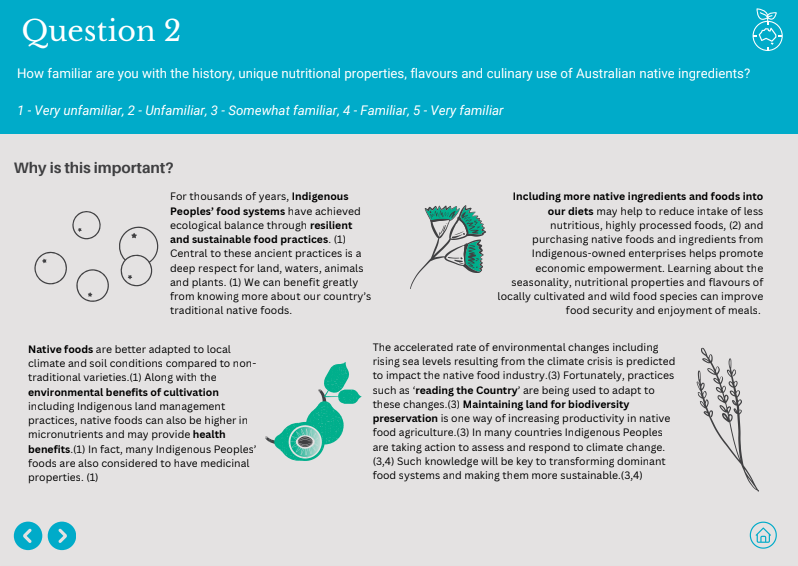 Question 2
How familiar are you with the history, unique nutritional properties, flavours and culinary use of Australian native ingredients?
1 - Very unfamiliar, 2 - Unfamiliar, 3 - Somewhat familiar, 4 - Familiar, 5 - Very familiar
Why is this important?
For thousands of years, Indigenous
Peoples' food systems have achieved
ecological balance through resilient
and sustainable food practices. (1)
Central to these ancient practices is a
deep respect for land, waters, animals
and plants. (1) We can benefit greatly
from knowing more about our country's
traditional native foods.
Including more native ingredients and foods into
our diets may help to reduce intake of less
nutritious, highly processed foods, (2) and
purchasing native foods and ingredients from
Indigenous-owned enterprises helps promote
economic empowerment. Learning about the
seasonality, nutritional properties and flavours of
locally cultivated and wild food species can improve
food security and enjoyment of meals.
Native foods are better adapted to local
climate and soil conditions compared to non-
traditional varieties.(1) Along with the
environmental benefits of cultivation
including Indigenous land management
practices, native foods can also be higher in
micronutrients and may provide health
benefits.(1) In fact, many Indigenous Peoples'
foods are also considered to have medicinal
properties. (1)
The accelerated rate of environmental changes including
rising sea levels resulting from the climate crisis is predicted
to impact the native food industry.(3) Fortunately, practices
such as 'reading the Country' are being used to adapt to
these changes.(3) Maintaining land for biodiversity
preservation is one way of increasing productivity in native
food agriculture.(3) In many countries Indigenous Peoples
are taking action to assess and respond to climate change.
(3,4) Such knowledge will be key to transforming dominant
food systems and making them more sustainable.(3,4)